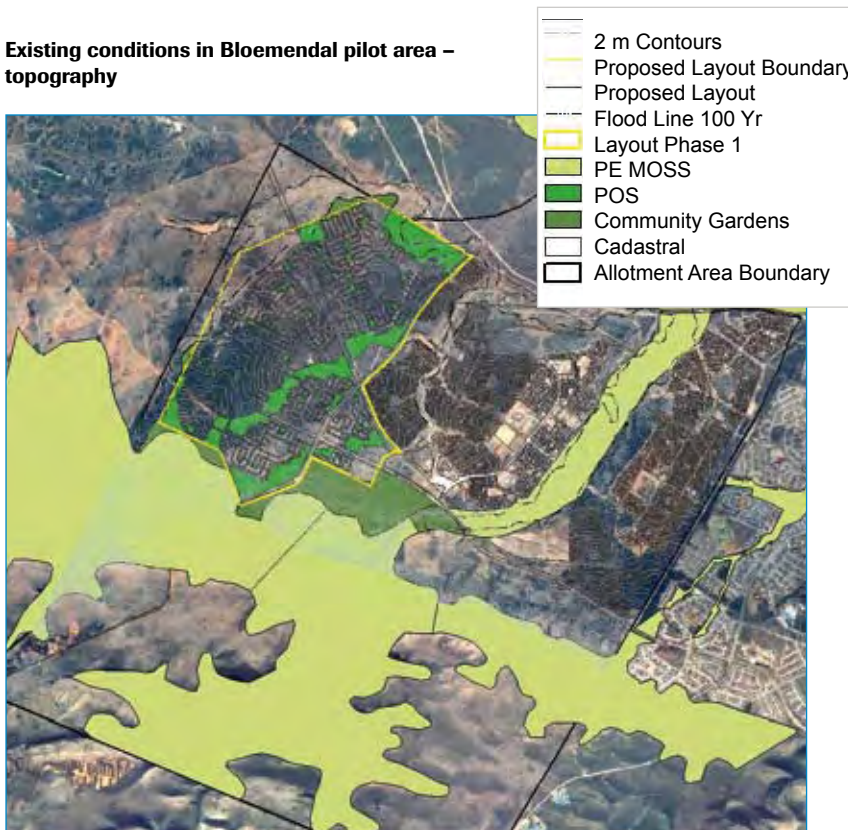 Existing conditions in Bloemendal pilot area –
topography
2 m Contours
Proposed Layout Boundary
Proposed Layout
Flood Line 100 Yr
Layout Phase 1
PE MOSS
POS
Community Gardens
Cadastral
Allotment Area Boundary